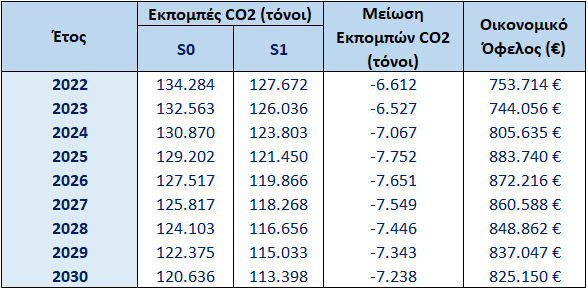 Έτος Εκπομπές CO2 (τόνοι) Μείωση Εκπομπών CO2 (τόνοι) Οικονομικό Όφελος (€)
S0 S1
2022 134.284 127.672 -6.612 753.714 €
2023 132.563 126.036 -6.527 744.056 €
2024 130.870 123.803 -7.067 805.635 €
2025 129.202 121.450 -7.752 883.740 €
2026 127.517 119.866 -7.651 872.216 €
2027 125.817 118.268 -7.549 860.588 €
2028 124.103 116.656 -7.446 848.862 €
2029 122.375 115.033 -7.343 837.047 €
2030 120.636 113.398 -7.238 825.150 €